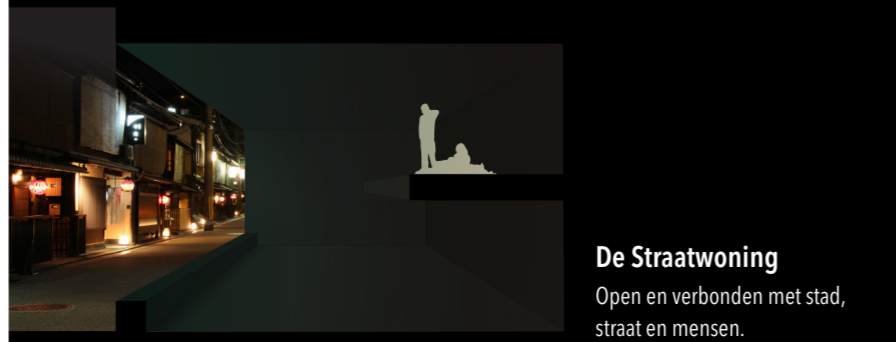 De Straatwoning
Open en verbonden met stad,
straat en mensen.